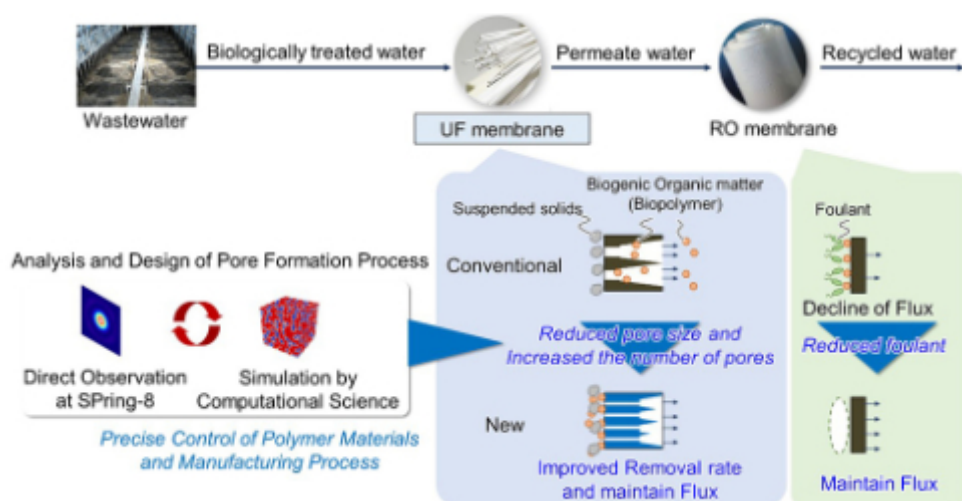 Biologically treated water
Permeate water
Recycled water
Wastewater
UF membrane
RO membrane
Biogenic Organic matter
(Biopolymer)
Suspended solids
Foulant
Analysis and Design of Pore Formation Process
Conventional
Decline of Flux
Reduced pore size and
Increased the number of pores
Reduced foulant
Direct Observation
at SPring-8
Simulation by
Computational Science
New
Precise Control of Polymer Materials
and Manufacturing Process
Improved Removal rate
and maintain Flux
Maintain Flux